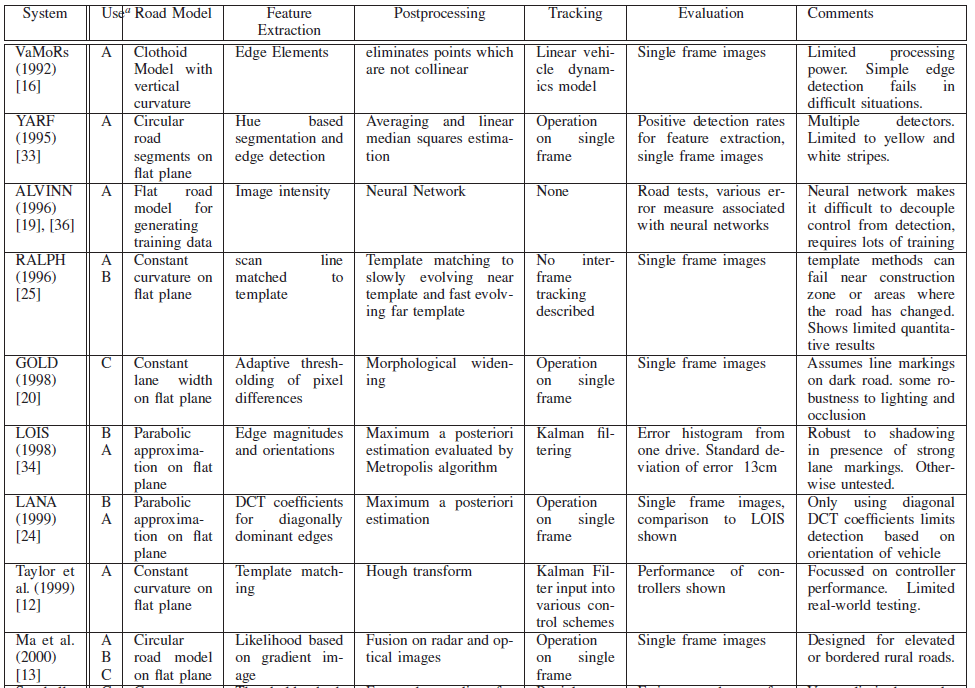 System
Useᵃ
Road Model
Feature
Extraction
Postprocessing
Tracking
Evaluation
Comments
VaMoRs
(1992)
[16]
A
Clothoid
Model with
vertical
curvature
Edge Elements
eliminates points which
are not collinear
Linear vehi-
cle dynam-
ics model
Single frame images
Limited processing
power. Simple edge
detection fails in
difficult situations.
YARF
(1995)
[33]
A
Circular
road
segments on
flat plane
Hue based
segmentation and
edge detection
Averaging and linear
median squares estima-
tion
Operation
on single
frame
Positive detection rates
for feature extraction,
single frame images
Multiple detectors.
Limited to yellow and
white stripes.
ALVINN
(1996)
[19], [36]
A
Flat road
model for
generating
training data
Image intensity
Neural Network
None
Road tests, various er-
ror measure associated
with neural networks
Neural network makes
it difficult to decouple
control from detection,
requires lots of training
RALPH
(1996)
[25]
A
B
Constant
curvature on
flat plane
scan line
matched to
template
Template matching to
slowly evolving near
template and fast evolv-
ing far template
No inter-
frame
tracking
described
Single frame images
template methods can
fail near construction
zone or areas where
the road has changed.
Shows limited quantita-
tive results
GOLD
(1998)
[20]
C
Constant
lane width
on flat plane
Adaptive thresh-
olding of pixel
differences
Morphological widen-
ing
Operation
on single
frame
Single frame images
Assumes line markings
on dark road. some ro-
bustness to lighting and
occlusion
LOIS
(1998)
[34]
B
A
Parabolic
approxima-
tion on flat
plane
Edge magnitudes
and orientations
Maximum a posteriori
estimation evaluated by
Metropolis algorithm
Kalman fil-
tering
Error histogram from
one drive. Standard de-
viation of error 13cm
Robust to shadowing
in presence of strong
lane markings. Other-
wise untested.
LANA
(1999)
[24]
B
A
Parabolic
approxima-
tion on flat
plane
DCT coefficients
for diagonally
dominant edges
Maximum a posteriori
estimation
Operation
on single
frame
Single frame images,
comparison to LOIS
shown
Only using diagonal
DCT coefficients limits
detection based on
orientation of vehicle
Taylor et
al. (1999)
[12]
A
Constant
curvature on
flat plane
Template match-
ing
Hough transform
Kalman Fil-
ter input into
various con-
trol schemes
Performance of con-
trollers shown
Focussed on controller
performance. Limited
real-world testing.
Ma et al.
(2000)
[13]
A
B
C
Circular
road model
on flat plane
Likelihood based
on gradient im-
age
Fusion on radar and op-
tical images
Operation
on single
frame
Single frame images
Designed for elevated
or bordered rural roads.